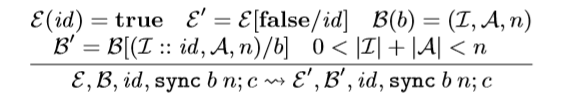 ℰ(id) = true   ℰ′ = ℰ[false/id]   ℬ(b) = (ℐ, 𝒜, n)
ℬ′ = ℬ[(ℐ :: id, 𝒜, n)/b]   0 < |ℐ| + |𝒜| < n
ℰ, ℬ, id, sync b n; c ⇝ ℰ′, ℬ′, id, sync b n; c